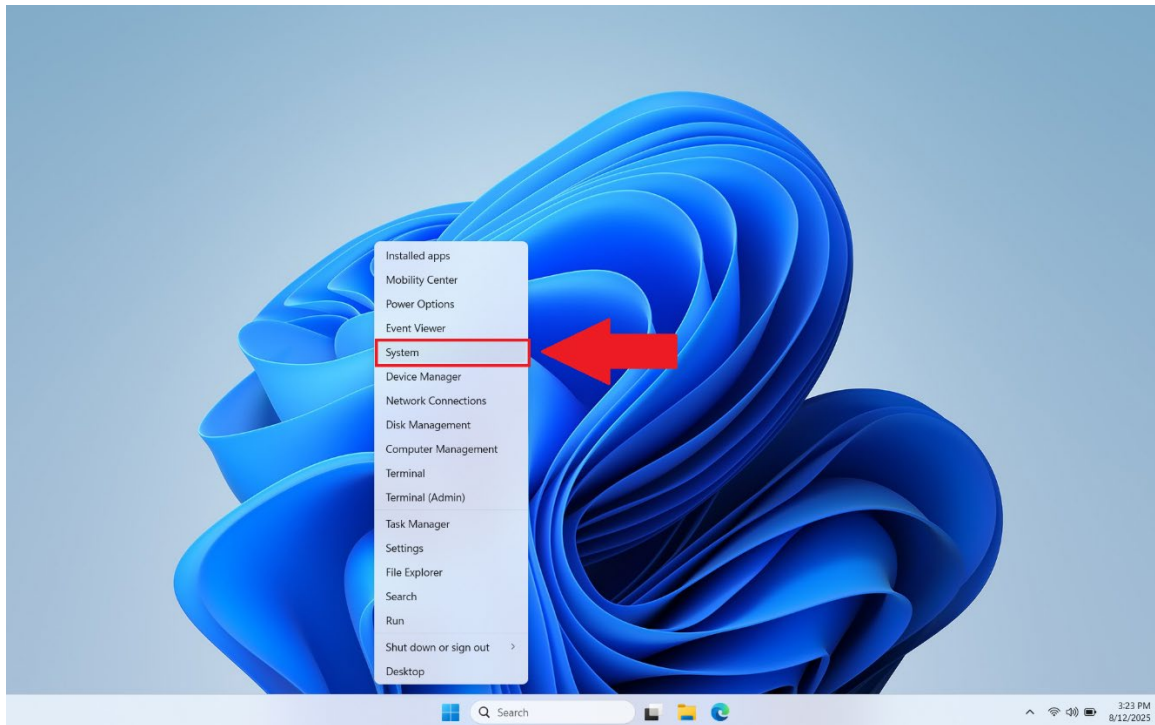 Installed apps
Mobility Center
Power Options
Event Viewer
System
Device Manager
Network Connections
Disk Management
Computer Management
Terminal
Terminal (Admin)
Task Manager
Settings
File Explorer
Search
Run
Shut down or sign out
Desktop
Search
3:23 PM
8/12/2025